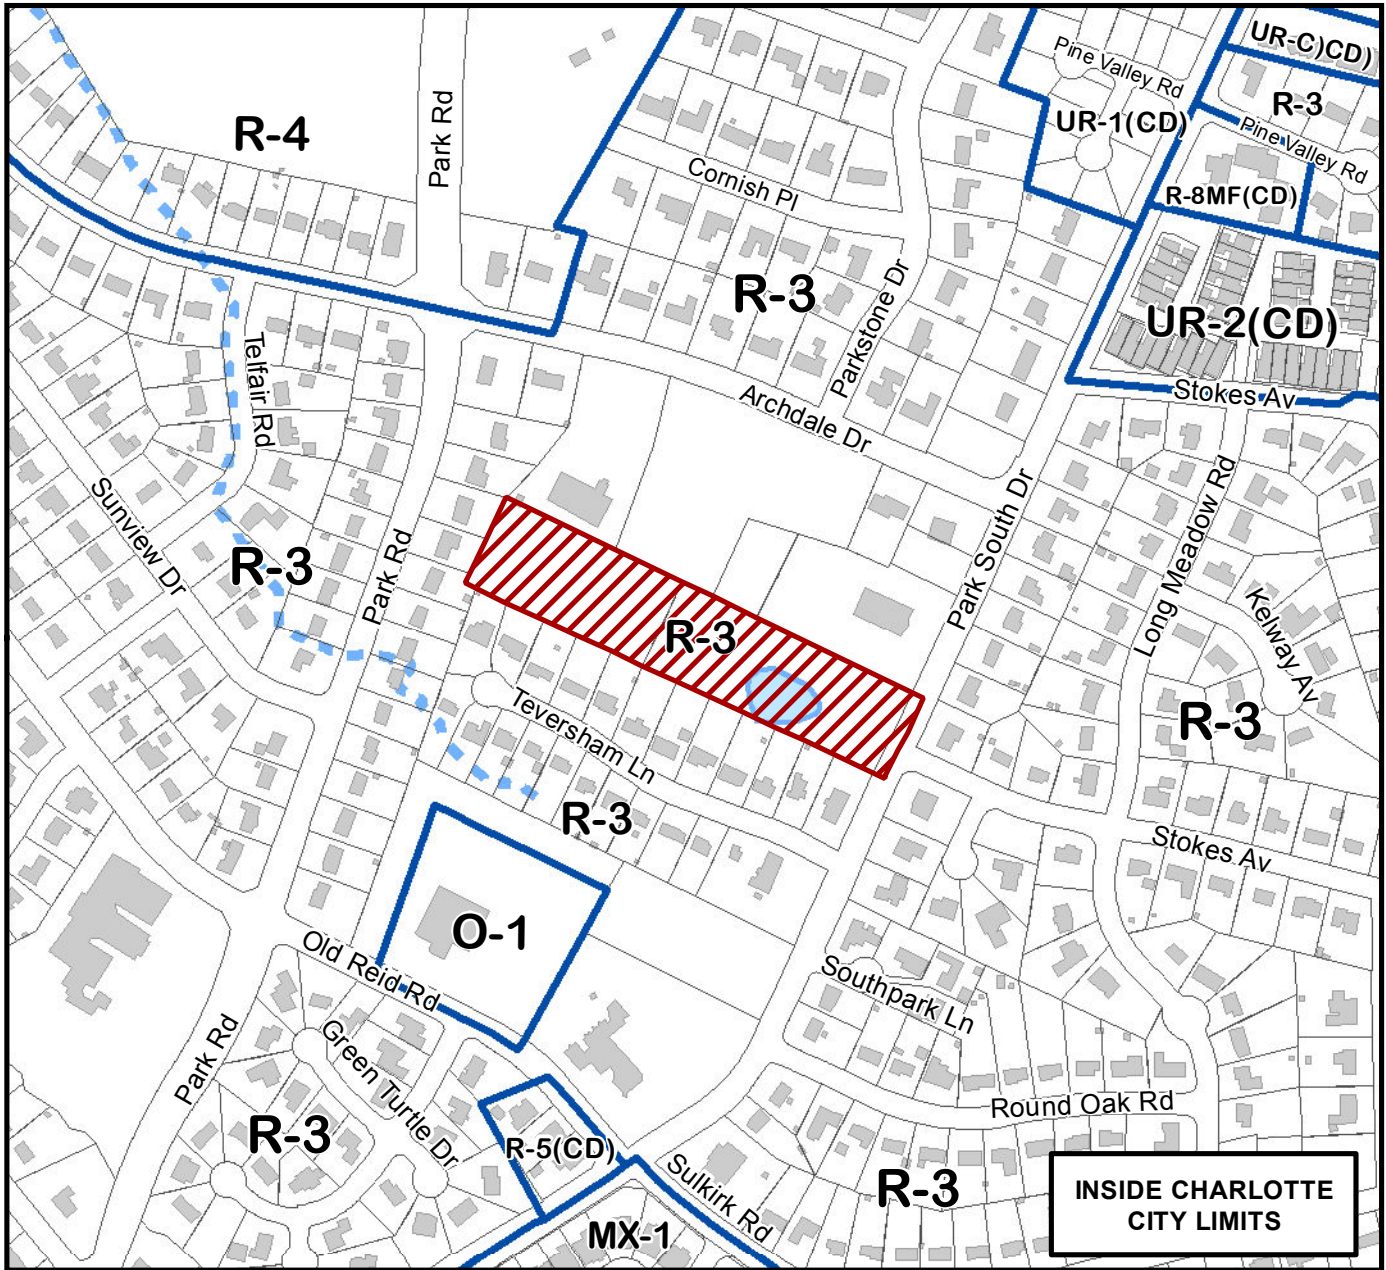 UR-C)CD)
Pine Valley Rd
R-3
Park Rd
R-4
UR-1(CD)
Pine Valley Rd
Cornish Pl
R-8MF(CD)
R-3
Parkstone Dr
UR-2(CD)
Telfair Rd
Stokes Av
Archdale Dr
Sunview Dr
Park South Dr
Long Meadow Rd
R-3
Park Rd
R-3
Kelway Av
Teversham Ln
R-3
R-3
Stokes Av
O-1
Old Reid Rd
Southpark Ln
Park Rd
Green Turtle Dr
Round Oak Rd
R-3
R-5(CD)
Sulkirk Rd
R-3
MX-1
INSIDE CHARLOTTE
CITY LIMITS